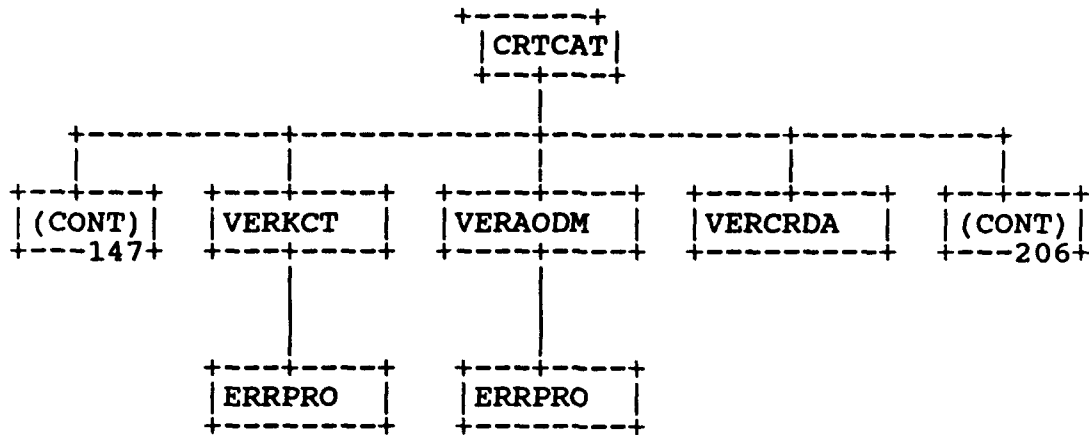 CRTCAT
(CONT) VERKCT VERAODM VERCRDA (CONT)
147 206
ERRPRO ERRPRO